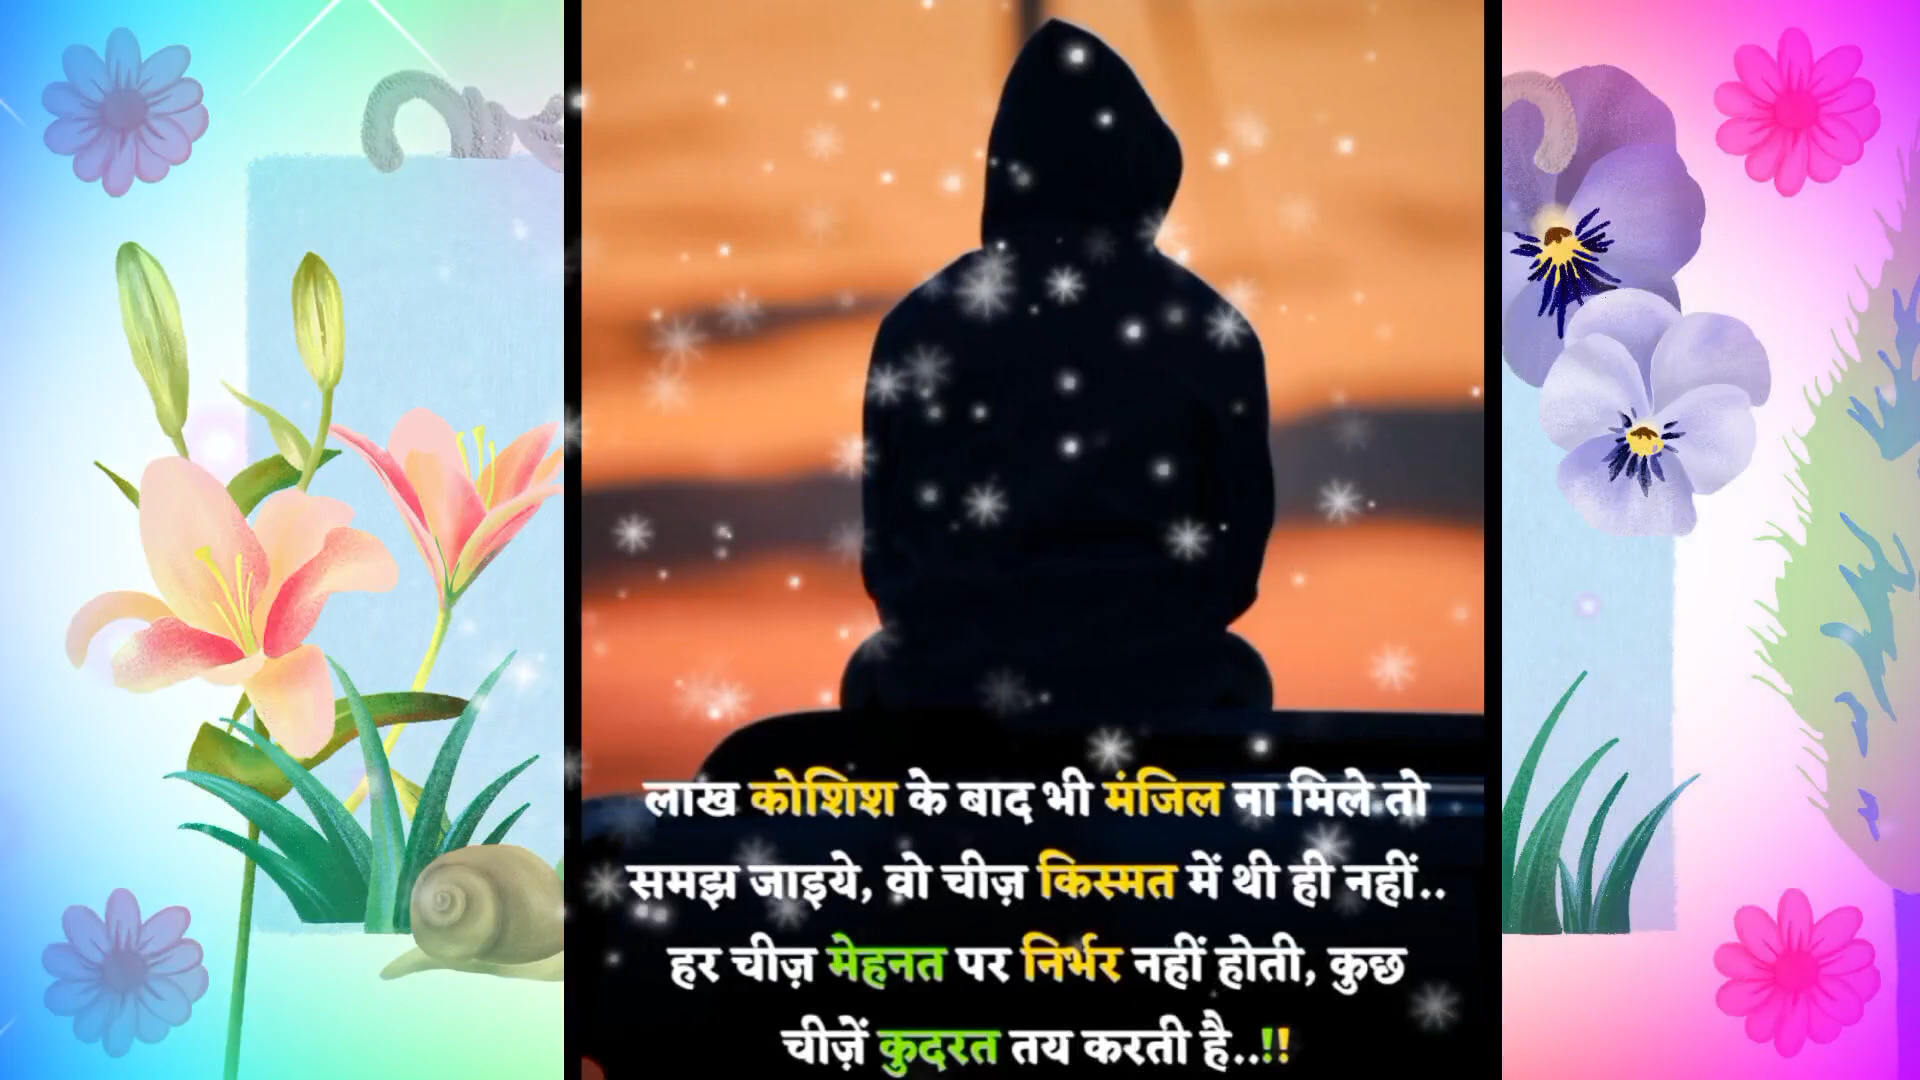 लाख कोशिश के बाद भी मंजिल ना मिले तो
समझ जाइये, वो चीज़ किस्मत में थी ही नहीं..
हर चीज़ मेहनत पर निर्भर नहीं होती, कुछ
चीज़ें कुदरत तय करती है..!!